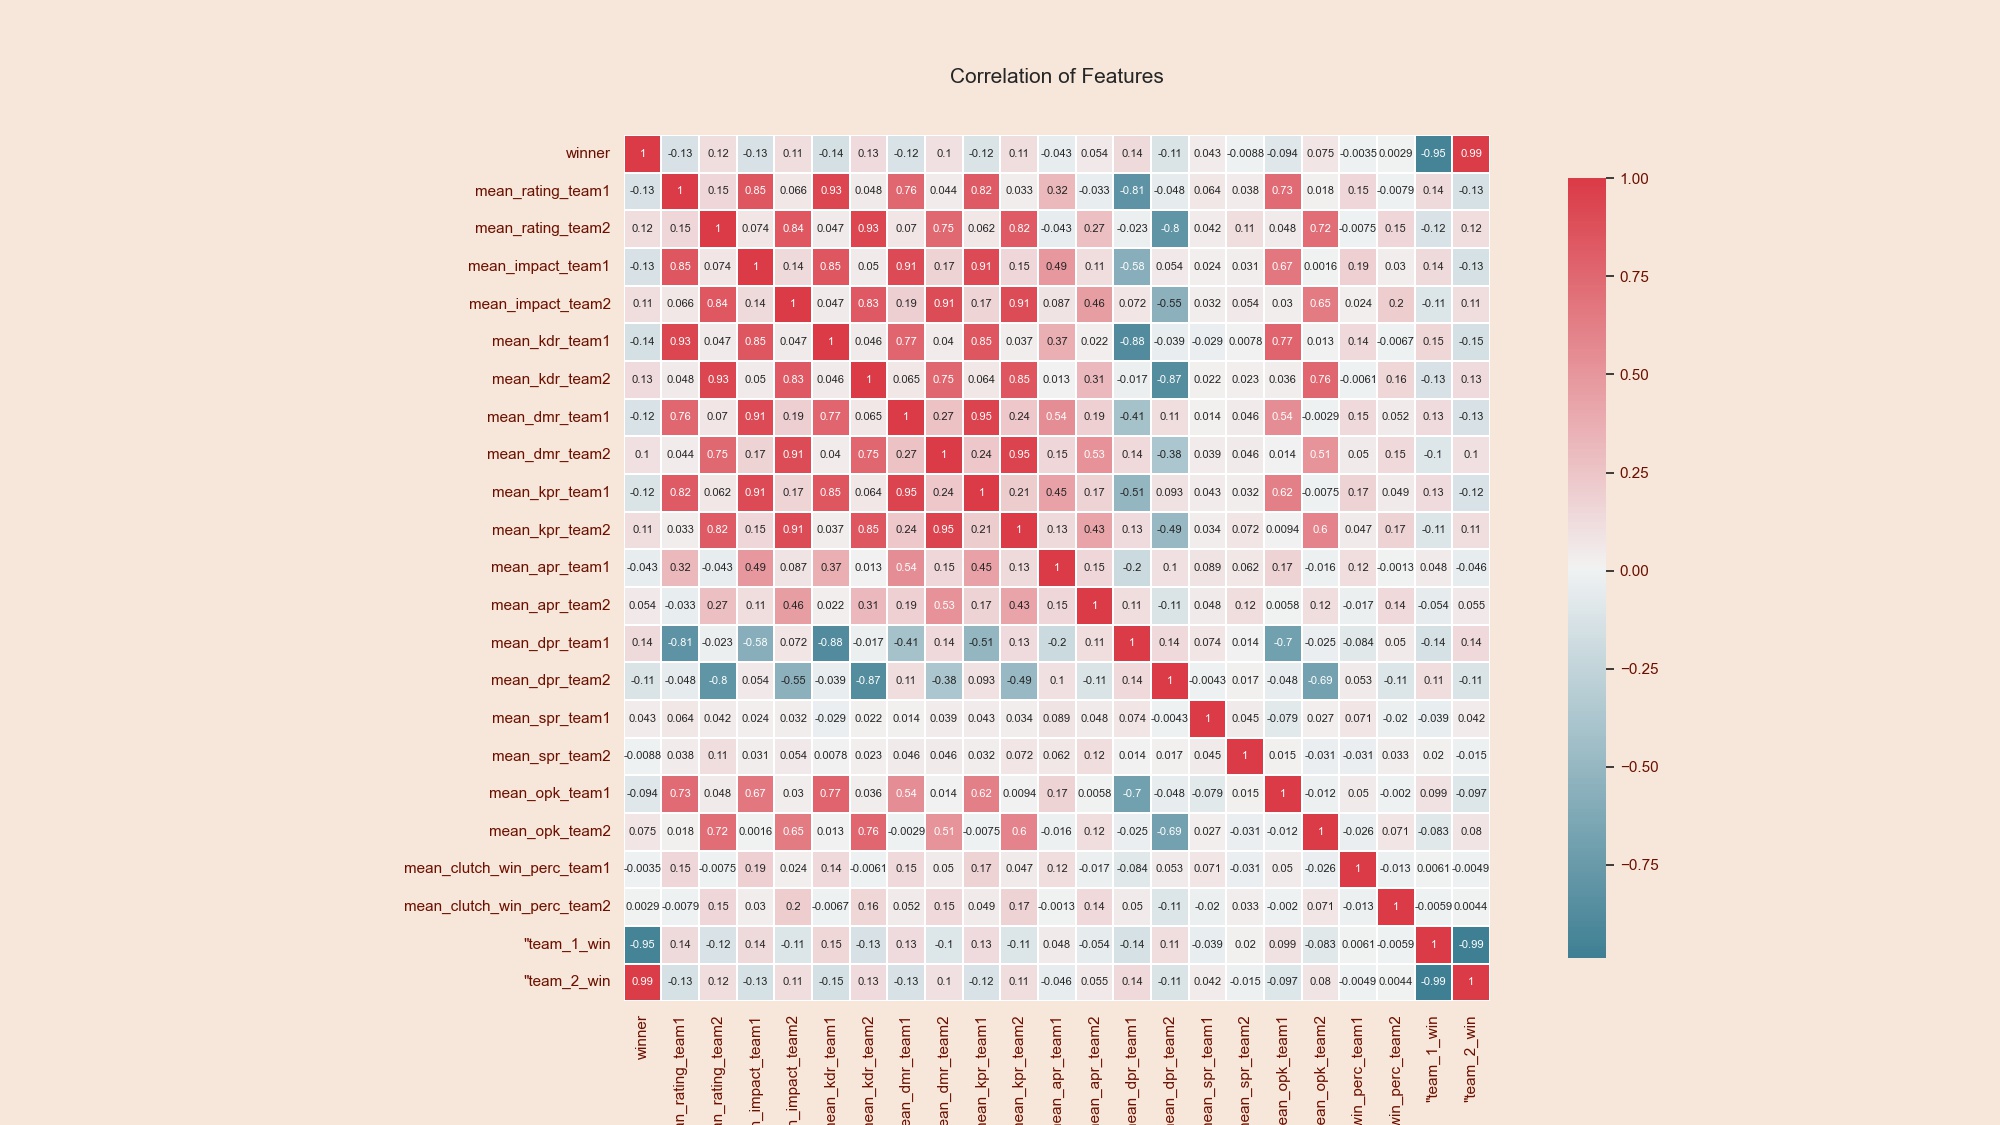 Correlation of Features
winner 1 -0.13 0.12 -0.13 0.11 -0.14 0.13 -0.12 0.1 -0.12 0.11 -0.043 0.054 0.14 -0.11 0.043 -0.0088 -0.094 0.075 -0.0035 0.0029 -0.95 0.99
mean_rating_team1 -0.13 1 0.15 0.85 0.066 0.93 0.048 0.76 0.044 0.82 0.033 0.32 -0.033 -0.81 -0.048 0.064 0.038 0.73 0.018 0.15 -0.0079 0.14 -0.13
mean_rating_team2 0.12 0.15 1 0.074 0.84 0.047 0.93 0.07 0.75 0.062 0.82 -0.043 0.27 -0.023 -0.8 0.042 0.11 0.048 0.72 -0.0075 0.15 -0.12 0.12
mean_impact_team1 -0.13 0.85 0.074 1 0.14 0.85 0.05 0.91 0.17 0.91 0.15 0.49 0.11 -0.58 0.054 0.024 0.031 0.67 0.0016 0.19 0.03 0.14 -0.13
mean_impact_team2 0.11 0.066 0.84 0.14 1 0.047 0.83 0.19 0.91 0.17 0.91 0.087 0.46 0.072 -0.55 0.032 0.054 0.03 0.65 0.024 0.2 -0.11 0.11
mean_kdr_team1 -0.14 0.93 0.047 0.85 0.047 1 0.046 0.77 0.04 0.85 0.037 0.37 0.022 -0.88 -0.039 -0.029 0.0078 0.77 0.013 0.14 -0.0067 0.15 -0.15
mean_kdr_team2 0.13 0.048 0.93 0.05 0.83 0.046 1 0.065 0.75 0.064 0.85 0.013 0.31 -0.017 -0.87 0.022 0.023 0.036 0.76 -0.0061 0.16 -0.13 0.13
mean_dmr_team1 -0.12 0.76 0.07 0.91 0.19 0.77 0.065 1 0.27 0.95 0.24 0.54 0.19 -0.41 0.11 0.014 0.046 0.54 -0.0029 0.15 0.052 0.13 -0.13
mean_dmr_team2 0.1 0.044 0.75 0.17 0.91 0.04 0.75 0.27 1 0.24 0.95 0.15 0.53 0.14 -0.38 0.039 0.046 0.014 0.51 0.05 0.15 -0.1 0.1
mean_kpr_team1 -0.12 0.82 0.062 0.91 0.17 0.85 0.064 0.95 0.24 1 0.21 0.45 0.17 -0.51 0.093 0.043 0.032 0.62 -0.0075 0.17 0.049 0.13 -0.12
mean_kpr_team2 0.11 0.033 0.82 0.15 0.91 0.037 0.85 0.24 0.95 0.21 1 0.13 0.43 0.13 -0.49 0.034 0.072 0.0094 0.6 0.047 0.17 -0.11 0.11
mean_apr_team1 -0.043 0.32 -0.043 0.49 0.087 0.37 0.013 0.54 0.15 0.45 0.13 1 0.15 -0.2 0.1 0.089 0.062 0.17 -0.016 0.12 -0.0013 0.048 -0.046
mean_apr_team2 0.054 -0.033 0.27 0.11 0.46 0.022 0.31 0.19 0.53 0.17 0.43 0.15 1 0.11 -0.11 0.048 0.12 0.0058 0.12 -0.017 0.14 -0.054 0.055
mean_dpr_team1 0.14 -0.81 -0.023 -0.58 0.072 -0.88 -0.017 -0.41 0.14 -0.51 0.13 -0.2 0.11 1 0.14 0.074 0.014 -0.7 -0.025 -0.084 0.05 -0.14 0.14
mean_dpr_team2 -0.11 -0.048 -0.8 0.054 -0.55 -0.039 -0.87 0.11 -0.38 0.093 -0.49 0.1 -0.11 0.14 1 -0.0043 0.017 -0.048 -0.69 0.053 -0.11 0.11 -0.11
mean_spr_team1 0.043 0.064 0.042 0.024 0.032 -0.029 0.022 0.014 0.039 0.043 0.034 0.089 0.048 0.074 -0.0043 1 0.045 -0.079 0.027 0.071 -0.02 -0.039 0.042
mean_spr_team2 -0.0088 0.038 0.11 0.031 0.054 0.0078 0.023 0.046 0.046 0.032 0.072 0.062 0.12 0.014 0.017 0.045 1 0.015 -0.031 -0.031 0.033 0.02 -0.015
mean_opk_team1 -0.094 0.73 0.048 0.67 0.03 0.77 0.036 0.54 0.014 0.62 0.0094 0.17 0.0058 -0.7 -0.048 -0.079 0.015 1 -0.012 0.05 -0.002 0.099 -0.097
mean_opk_team2 0.075 0.018 0.72 0.0016 0.65 0.013 0.76 -0.0029 0.51 -0.0075 0.6 -0.016 0.12 -0.025 -0.69 0.027 -0.031 -0.012 1 -0.026 0.071 -0.083 0.08
mean_clutch_win_perc_team1 -0.0035 0.15 -0.0075 0.19 0.024 0.14 -0.0061 0.15 0.05 0.17 0.047 0.12 -0.017 -0.084 0.053 0.071 -0.031 0.05 -0.026 1 -0.013 0.0061 -0.0049
mean_clutch_win_perc_team2 0.0029 -0.0079 0.15 0.03 0.2 -0.0067 0.16 0.052 0.15 0.049 0.17 -0.0013 0.14 0.05 -0.11 -0.02 0.033 -0.002 0.071 -0.013 1 -0.0059 0.0044
"team_1_win -0.95 0.14 -0.12 0.14 -0.11 0.15 -0.13 0.13 -0.1 0.13 -0.11 0.048 -0.054 -0.14 0.11 -0.039 0.02 0.099 -0.083 0.0061 -0.0059 1 -0.99
"team_2_win 0.99 -0.13 0.12 -0.13 0.11 -0.15 0.13 -0.13 0.1 -0.12 0.11 -0.046 0.055 0.14 -0.11 0.042 -0.015 -0.097 0.08 -0.0049 0.0044 -0.99 1
winner
n_rating_team1
n_rating_team2
n_impact_team1
n_impact_team2
ean_kdr_team1
ean_kdr_team2
ean_dmr_team1
ean_dmr_team2
ean_kpr_team1
ean_kpr_team2
ean_apr_team1
ean_apr_team2
ean_dpr_team1
ean_dpr_team2
ean_spr_team1
ean_spr_team2
ean_opk_team1
ean_opk_team2
win_perc_team1
win_perc_team2
"team_1_win
"team_2_win
1.00
0.75
0.50
0.25
0.00
−0.25
−0.50
−0.75